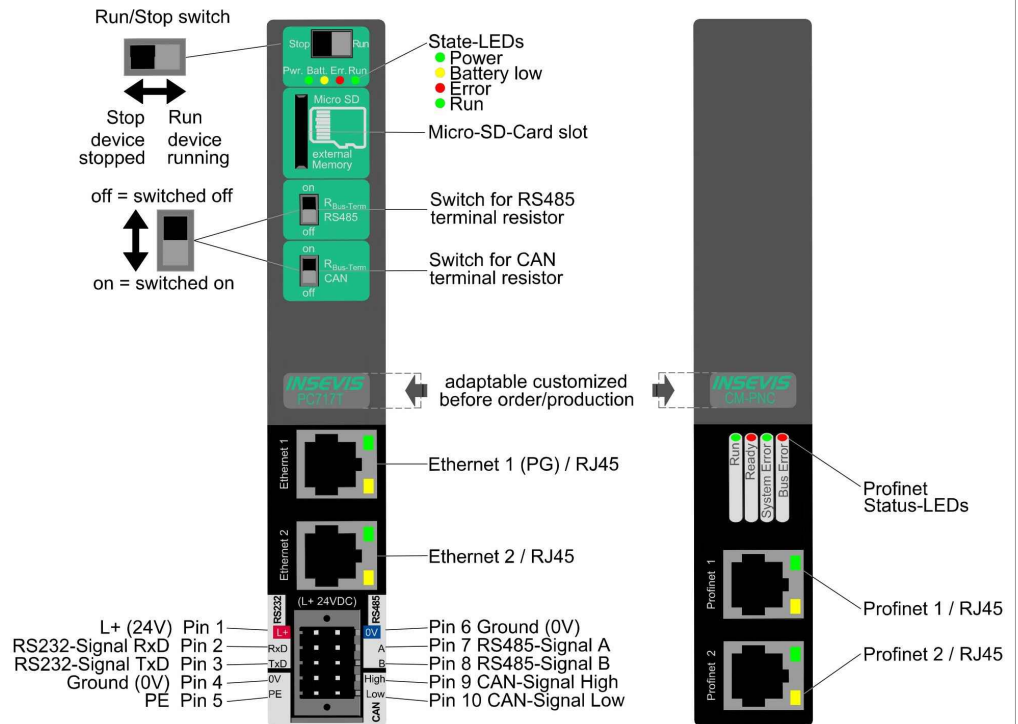 Run/Stop switch
Stop
device
stopped
Run
device
running
off = switched off
on = switched on
Stop Run
Pwr. Batt. Err. Run
Micro SD
external
Memory
on
RBus-Term
RS485
off
on
RBus-Term
CAN
off
State-LEDs
Power
Battery low
Error
Run
Micro-SD-Card slot
Switch for RS485
terminal resistor
Switch for CAN
terminal resistor
INSEVIS
PC717T
adaptable customized
before order/production
INSEVIS
CM-PNC
Ethernet 1
Ethernet 1 (PG) / RJ45
Ethernet 2
Ethernet 2 / RJ45
Run
Ready
System Error
Bus Error
Profinet
Status-LEDs
Profinet 1
Profinet 1 / RJ45
Profinet 2
Profinet 2 / RJ45
RS232
(L+ 24VDC)
RS485
L+ (24V) Pin 1
RS232-Signal RxD Pin 2
RS232-Signal TxD Pin 3
Ground (0V) Pin 4
PE Pin 5
L+
RxD
TxD
0V
PE
0V
A
B
High
Low
CAN
Pin 6 Ground (0V)
Pin 7 RS485-Signal A
Pin 8 RS485-Signal B
Pin 9 CAN-Signal High
Pin 10 CAN-Signal Low